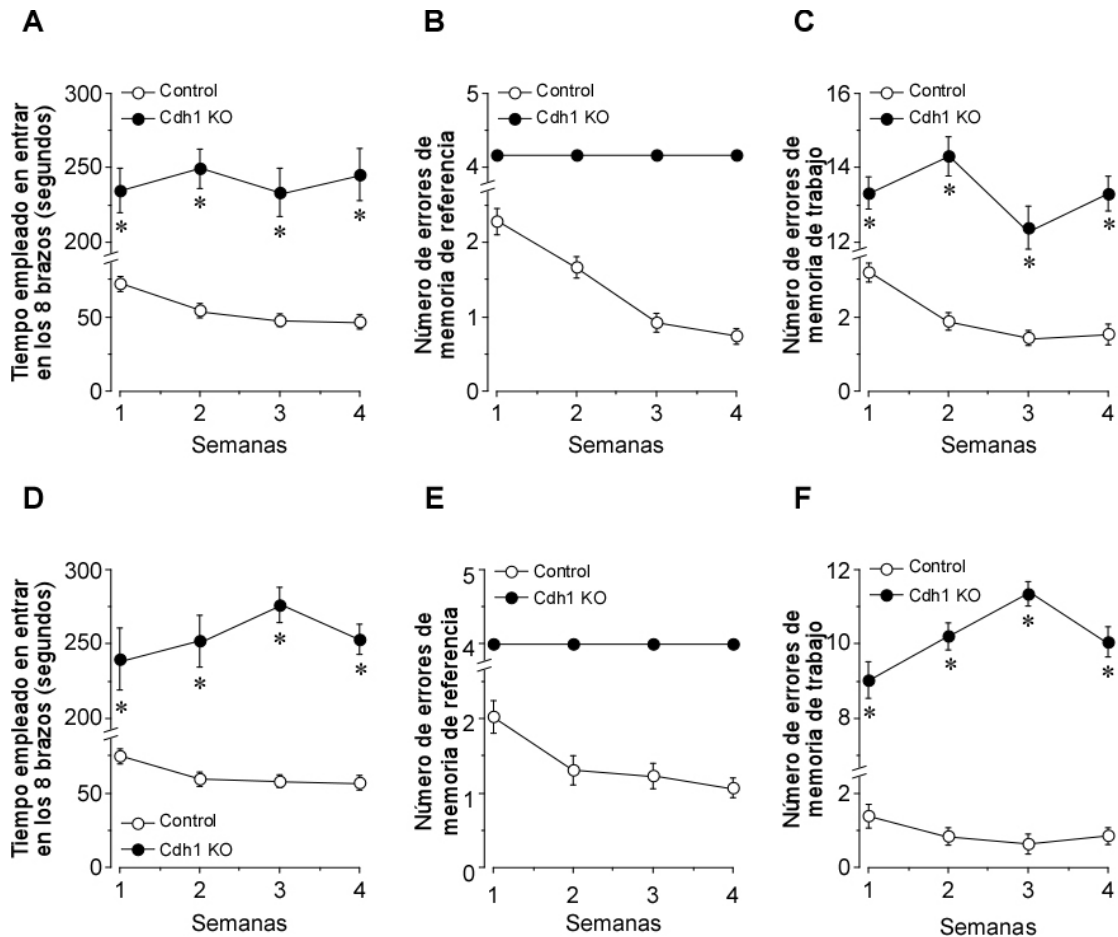 A
Tiempo empleado en entrar
en los 8 brazos (segundos)
Control
Cdh1 KO
300
250
200
50
0
* * * *
1 2 3 4
Semanas
B
Número de errores de
memoria de referencia
Control
Cdh1 KO
5
4
2
1
0
1 2 3 4
Semanas
C
Número de errores de
memoria de trabajo
Control
Cdh1 KO
16
14
12
2
0
* * * *
1 2 3 4
Semanas
D
Tiempo empleado en entrar
en los 8 brazos (segundos)
300
250
200
50
0
* * * *
Control
Cdh1 KO
1 2 3 4
Semanas
E
Número de errores de
memoria de referencia
Control
Cdh1 KO
5
4
2
1
0
1 2 3 4
Semanas
F
Número de errores de
memoria de trabajo
Control
Cdh1 KO
12
10
8
2
0
* * * *
1 2 3 4
Semanas